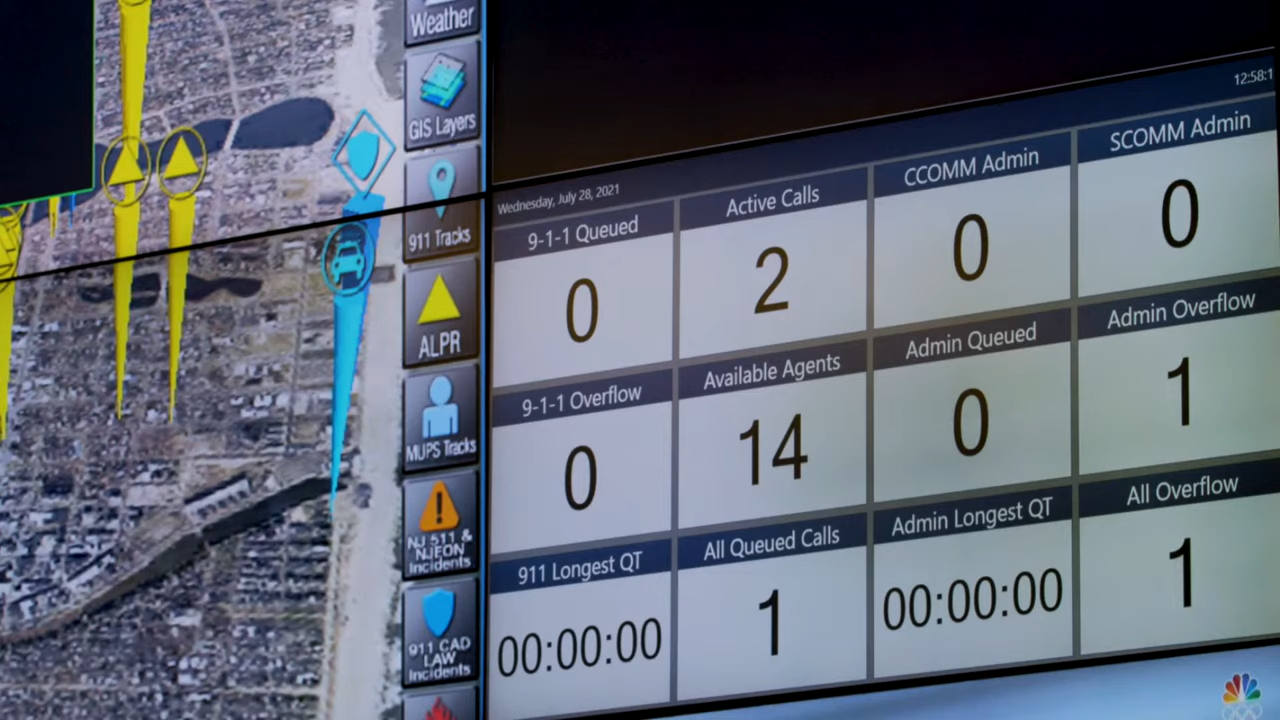 Weather
GIS Layers
911 Tracks
ALPR
MUPS Tracks
NJ 511 &
NJFON
Incidents
911 CAD
LAW
Incidents
Wednesday, July 28, 2021
12:58:1
9-1-1 Queued
0
Active Calls
2
CCOMM Admin
0
SCOMM Admin
0
9-1-1 Overflow
0
Available Agents
14
Admin Queued
0
Admin Overflow
1
911 Longest QT
00:00:00
All Queued Calls
1
Admin Longest QT
00:00:00
All Overflow
1